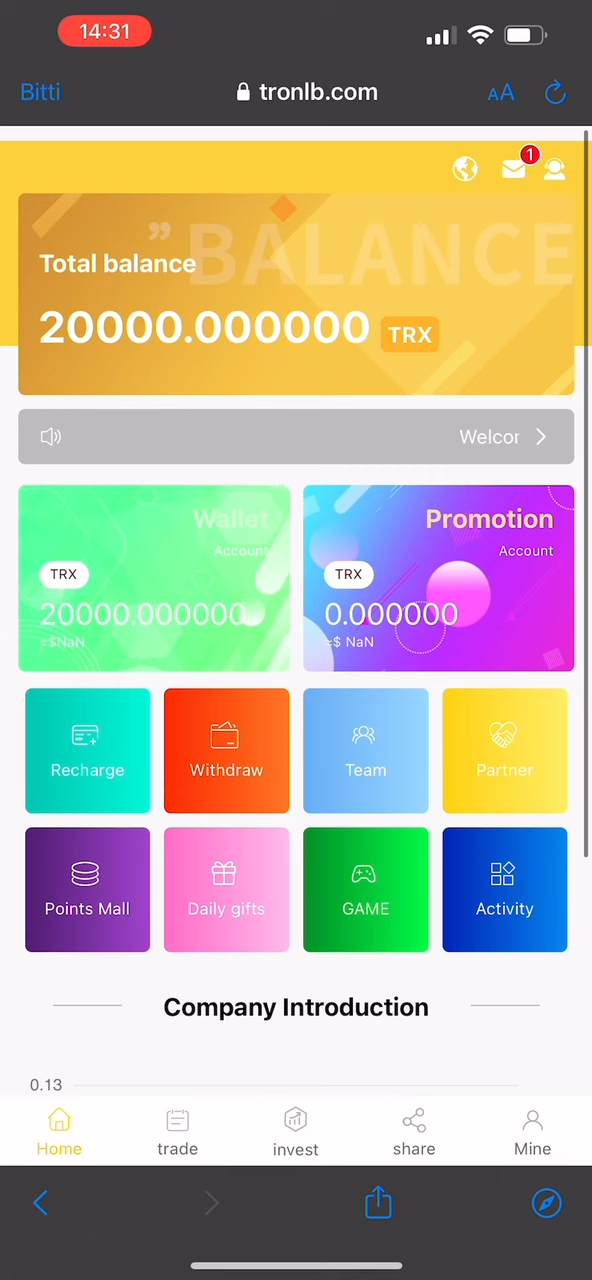 14:31
Bitti
tronlb.com
AA
1
BALANCE
Total balance
20000.000000 TRX
Welcor
Wallet
Account
TRX
20000.000000
≈$NaN
Promotion
Account
TRX
0.000000
≈$ NaN
Recharge
Withdraw
Team
Partner
Points Mall
Daily gifts
GAME
Activity
Company Introduction
0.13
Home
trade
invest
share
Mine